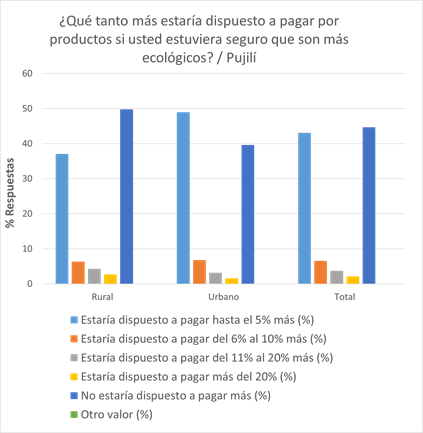 ¿Qué tanto más estaría dispuesto a pagar por
productos si usted estuviera seguro que son más
ecológicos? / Pujilí
% Respuestas
60
50
40
30
20
10
0
Rural
Urbano
Total
Estaría dispuesto a pagar hasta el 5% más (%)
Estaría dispuesto a pagar del 6% al 10% más (%)
Estaría dispuesto a pagar del 11% al 20% más (%)
Estaría dispuesto a pagar más del 20% (%)
No estaría dispuesto a pagar más (%)
Otro valor (%)